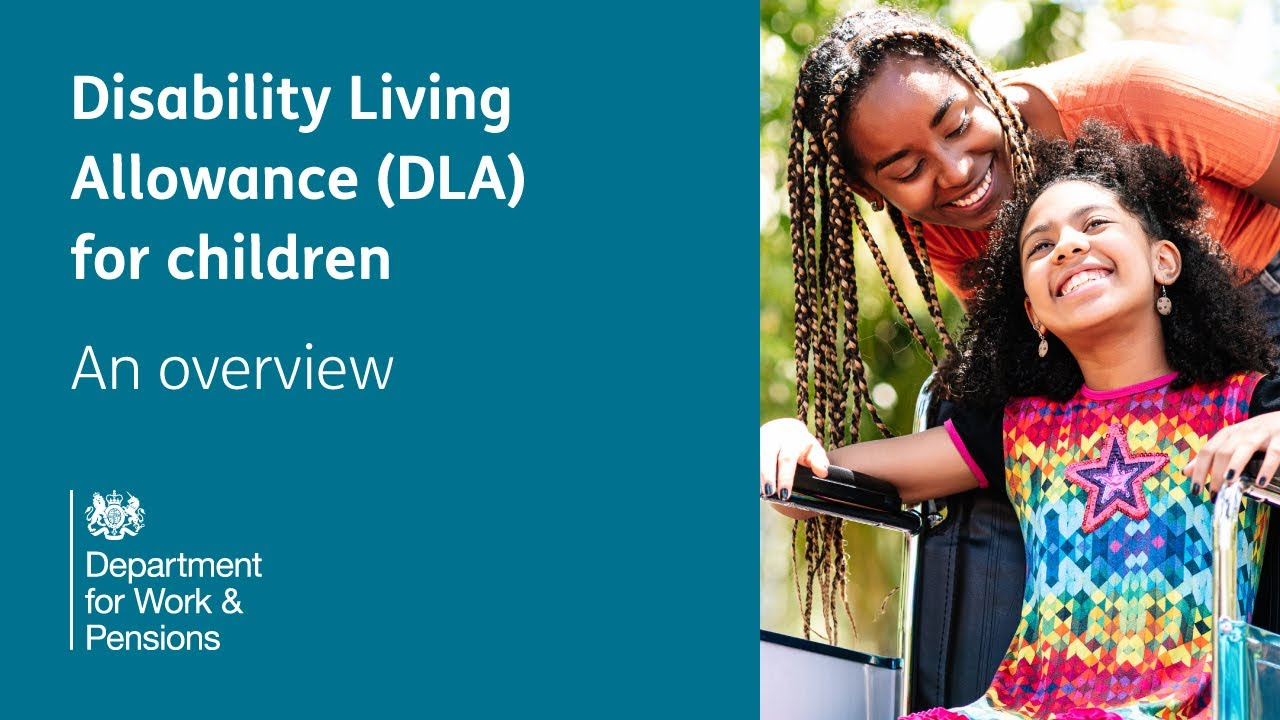 Disability Living
Allowance (DLA)
for children
An overview
Department
for Work &
Pensions